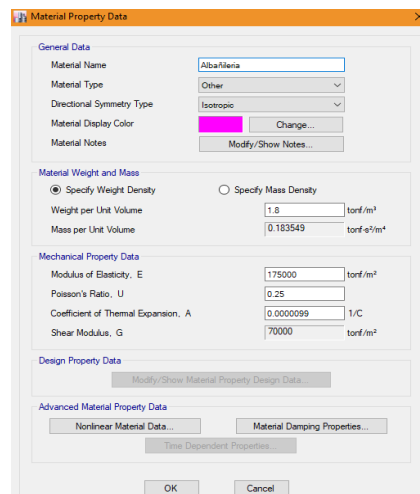 Material Property Data
General Data
Material Name Albañileria
Material Type Other
Directional Symmetry Type Isotropic
Material Display Color Change...
Material Notes Modify/Show Notes...
Material Weight and Mass
Specify Weight Density Specify Mass Density
Weight per Unit Volume 1.8 tonf/m³
Mass per Unit Volume 0.183549 tonf-s²/m⁴
Mechanical Property Data
Modulus of Elasticity, E 175000 tonf/m²
Poisson's Ratio, U 0.25
Coefficient of Thermal Expansion, A 0.0000099 1/C
Shear Modulus, G 70000 tonf/m²
Design Property Data
Modify/Show Material Property Design Data...
Advanced Material Property Data
Nonlinear Material Data... Material Damping Properties...
Time Dependent Properties...
OK Cancel